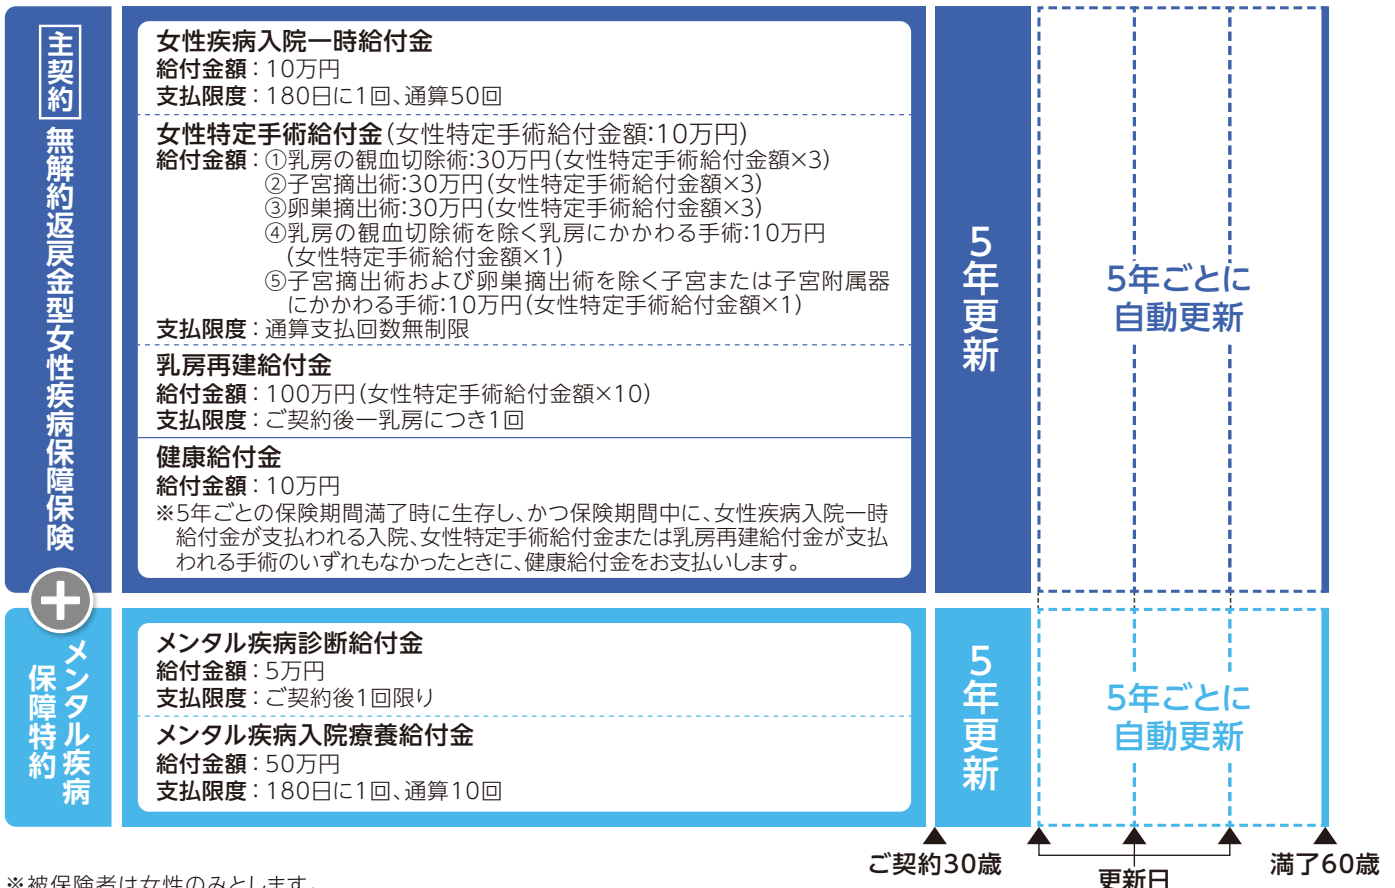 主契約
無解約返戻金型女性疾病保障保険
女性疾病入院一時給付金
給付金額：10万円
支払限度：180日に1回、通算50回
女性特定手術給付金(女性特定手術給付金額:10万円)
給付金額：①乳房の観血切除術:30万円(女性特定手術給付金額×3)
②子宮摘出術:30万円(女性特定手術給付金額×3)
③卵巣摘出術:30万円(女性特定手術給付金額×3)
④乳房の観血切除術を除く乳房にかかわる手術:10万円
(女性特定手術給付金額×1)
⑤子宮摘出術および卵巣摘出術を除く子宮または子宮附属器
にかかわる手術:10万円(女性特定手術給付金額×1)
支払限度：通算支払回数無制限
乳房再建給付金
給付金額：100万円(女性特定手術給付金額×10)
支払限度：ご契約後一乳房につき1回
健康給付金
給付金額：10万円
※5年ごとの保険期間満了時に生存し、かつ保険期間中に、女性疾病入院一時
給付金が支払われる入院、女性特定手術給付金または乳房再建給付金が支払
われる手術のいずれもなかったときに、健康給付金をお支払いします。
5年更新
5年ごとに
自動更新
＋
メンタル疾病
保障特約
メンタル疾病診断給付金
給付金額：5万円
支払限度：ご契約後1回限り
メンタル疾病入院療養給付金
給付金額：50万円
支払限度：180日に1回、通算10回
5年更新
5年ごとに
自動更新
ご契約30歳
更新日
満了60歳
※被保険者は女性のみとします。